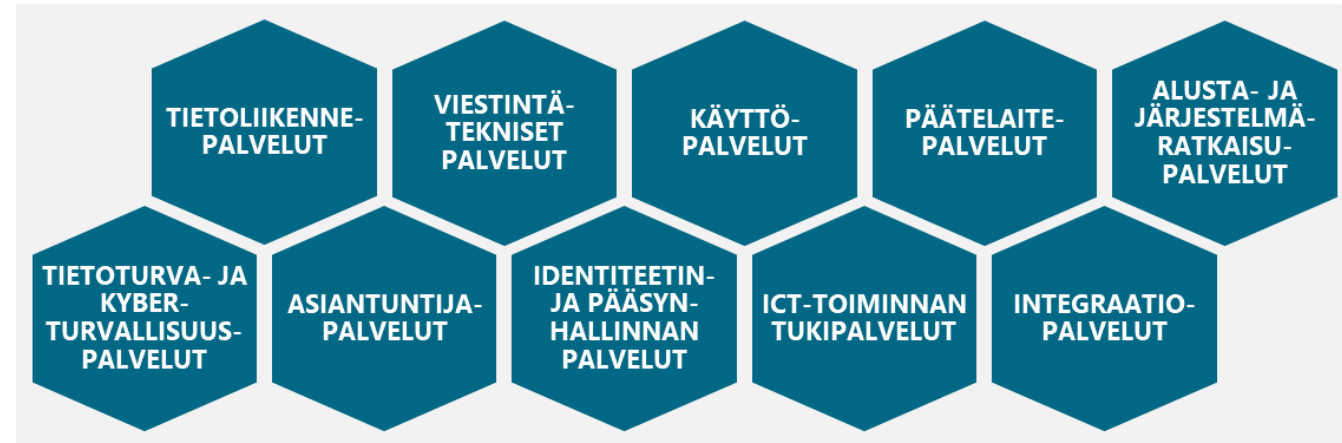 TIETOLIIKENNE-
PALVELUT
VIESTINTÄ-
TEKNISET
PALVELUT
KÄYTTÖ-
PALVELUT
PÄÄTELAITE-
PALVELUT
ALUSTA- JA
JÄRJESTELMÄ-
RATKAISU-
PALVELUT
TIETOTURVA- JA
KYBER-
TURVALLISUUS-
PALVELUT
ASIANTUNTIJA-
PALVELUT
IDENTITEETIN-
JA PÄÄSYN-
HALLINNAN
PALVELUT
ICT-TOIMINNAN
TUKIPALVELUT
INTEGRAATIO-
PALVELUT